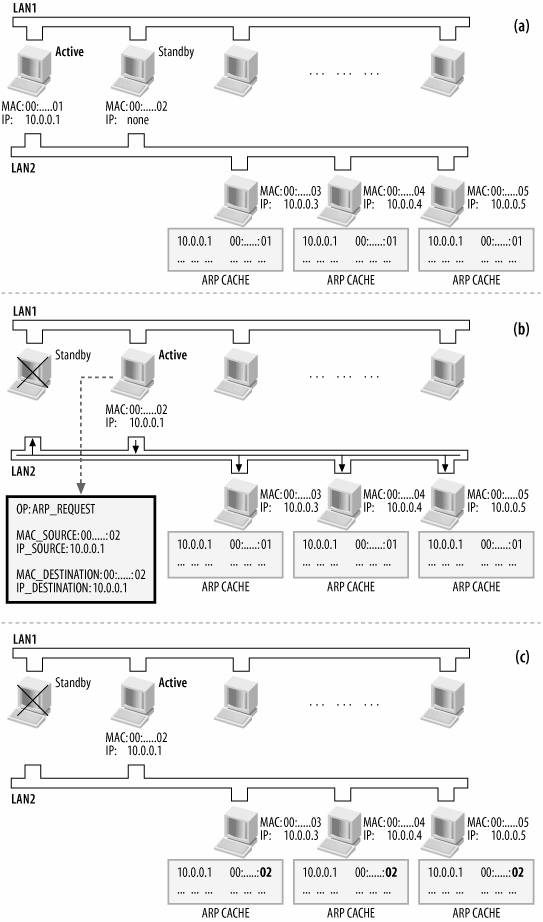 LAN1
(a)
Active
Standby
... ...
MAC: 00:.....01
IP: 10.0.0.1
MAC: 00:.....02
IP: none
LAN2
MAC: 00:.....03
IP: 10.0.0.3
MAC: 00:.....04
IP: 10.0.0.4
MAC: 00:.....05
IP: 10.0.0.5
10.0.0.1 00:.....:01
... ... ... ... ... ...
ARP CACHE
10.0.0.1 00:.....:01
... ... ... ... ... ...
ARP CACHE
10.0.0.1 00:.....:01
... ... ... ... ... ...
ARP CACHE
LAN1
(b)
Standby
Active
... ...
MAC: 00:.....02
IP: 10.0.0.1
LAN2
OP: ARP_REQUEST
MAC_SOURCE: 00.....: 02
IP_SOURCE: 10.0.0.1
MAC_DESTINATION: 00:.....: 02
IP_DESTINATION: 10.0.0.1
MAC: 00:.....03
IP: 10.0.0.3
MAC: 00:.....04
IP: 10.0.0.4
MAC: 00:.....05
IP: 10.0.0.5
10.0.0.1 00:.....:01
... ... ... ... ... ...
ARP CACHE
10.0.0.1 00:.....:01
... ... ... ... ... ...
ARP CACHE
10.0.0.1 00:.....:01
... ... ... ... ... ...
ARP CACHE
LAN1
(c)
Standby
Active
... ...
MAC: 00:.....02
IP: 10.0.0.1
LAN2
MAC: 00:.....03
IP: 10.0.0.3
MAC: 00:.....04
IP: 10.0.0.4
MAC: 00:.....05
IP: 10.0.0.5
10.0.0.1 00:.....:02
... ... ... ... ... ...
ARP CACHE
10.0.0.1 00:.....:02
... ... ... ... ... ...
ARP CACHE
10.0.0.1 00:.....:02
... ... ... ... ... ...
ARP CACHE